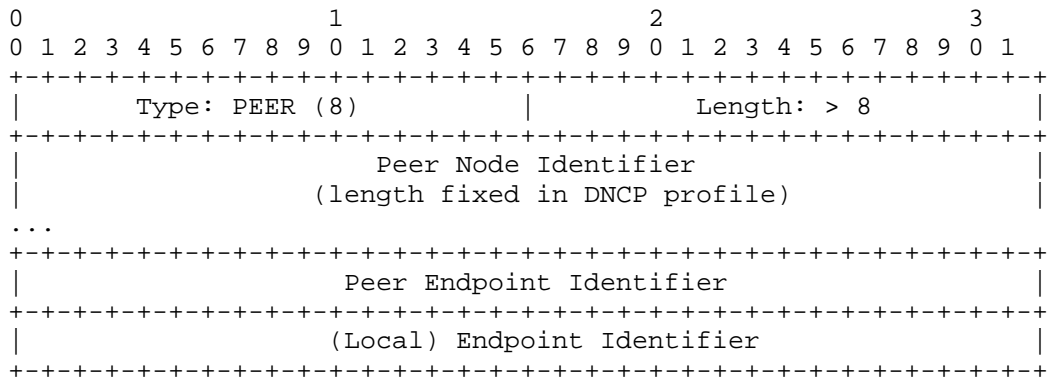 0                   1                   2                   3
0 1 2 3 4 5 6 7 8 9 0 1 2 3 4 5 6 7 8 9 0 1 2 3 4 5 6 7 8 9 0 1
+-+-+-+-+-+-+-+-+-+-+-+-+-+-+-+-+-+-+-+-+-+-+-+-+-+-+-+-+-+-+-+-+
|       Type: PEER (8)          |          Length: > 8          |
+-+-+-+-+-+-+-+-+-+-+-+-+-+-+-+-+-+-+-+-+-+-+-+-+-+-+-+-+-+-+-+-+
|                      Peer Node Identifier                     |
|                  (length fixed in DNCP profile)               |
...
+-+-+-+-+-+-+-+-+-+-+-+-+-+-+-+-+-+-+-+-+-+-+-+-+-+-+-+-+-+-+-+-+
|                    Peer Endpoint Identifier                   |
+-+-+-+-+-+-+-+-+-+-+-+-+-+-+-+-+-+-+-+-+-+-+-+-+-+-+-+-+-+-+-+-+
|                   (Local) Endpoint Identifier                 |
+-+-+-+-+-+-+-+-+-+-+-+-+-+-+-+-+-+-+-+-+-+-+-+-+-+-+-+-+-+-+-+-+